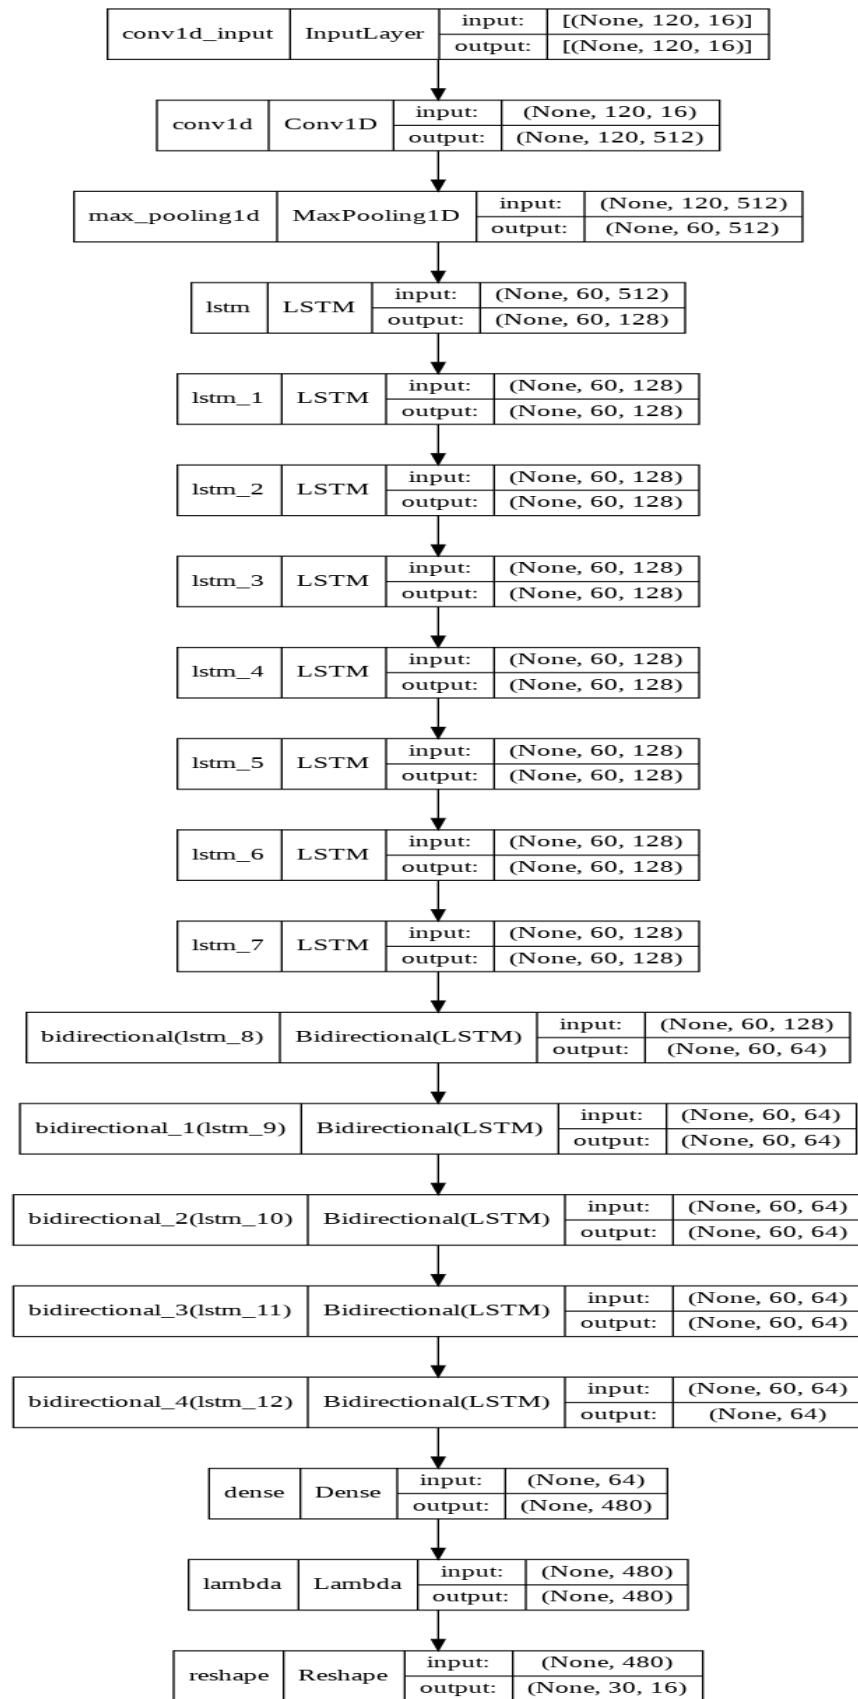 conv1d_input InputLayer input: [(None, 120, 16)]
output: [(None, 120, 16)]
conv1d Conv1D input: (None, 120, 16)
output: (None, 120, 512)
max_pooling1d MaxPooling1D input: (None, 120, 512)
output: (None, 60, 512)
lstm LSTM input: (None, 60, 512)
output: (None, 60, 128)
lstm_1 LSTM input: (None, 60, 128)
output: (None, 60, 128)
lstm_2 LSTM input: (None, 60, 128)
output: (None, 60, 128)
lstm_3 LSTM input: (None, 60, 128)
output: (None, 60, 128)
lstm_4 LSTM input: (None, 60, 128)
output: (None, 60, 128)
lstm_5 LSTM input: (None, 60, 128)
output: (None, 60, 128)
lstm_6 LSTM input: (None, 60, 128)
output: (None, 60, 128)
lstm_7 LSTM input: (None, 60, 128)
output: (None, 60, 128)
bidirectional(lstm_8) Bidirectional(LSTM) input: (None, 60, 128)
output: (None, 60, 64)
bidirectional_1(lstm_9) Bidirectional(LSTM) input: (None, 60, 64)
output: (None, 60, 64)
bidirectional_2(lstm_10) Bidirectional(LSTM) input: (None, 60, 64)
output: (None, 60, 64)
bidirectional_3(lstm_11) Bidirectional(LSTM) input: (None, 60, 64)
output: (None, 60, 64)
bidirectional_4(lstm_12) Bidirectional(LSTM) input: (None, 60, 64)
output: (None, 64)
dense Dense input: (None, 64)
output: (None, 480)
lambda Lambda input: (None, 480)
output: (None, 480)
reshape Reshape input: (None, 480)
output: (None, 30, 16)